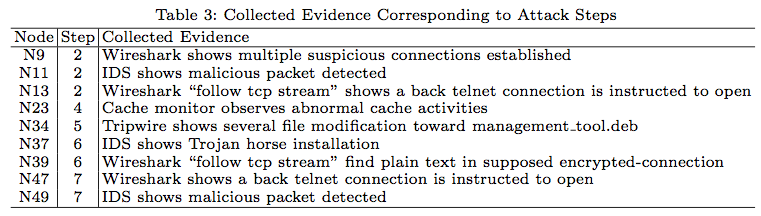 Table 3: Collected Evidence Corresponding to Attack Steps
Node Step Collected Evidence
N9 2 Wireshark shows multiple suspicious connections established
N11 2 IDS shows malicious packet detected
N13 2 Wireshark “follow tcp stream” shows a back telnet connection is instructed to open
N23 4 Cache monitor observes abnormal cache activities
N34 5 Tripwire shows several file modification toward management_tool.deb
N37 6 IDS shows Trojan horse installation
N39 6 Wireshark “follow tcp stream” find plain text in supposed encrypted-connection
N47 7 Wireshark shows a back telnet connection is instructed to open
N49 7 IDS shows malicious packet detected